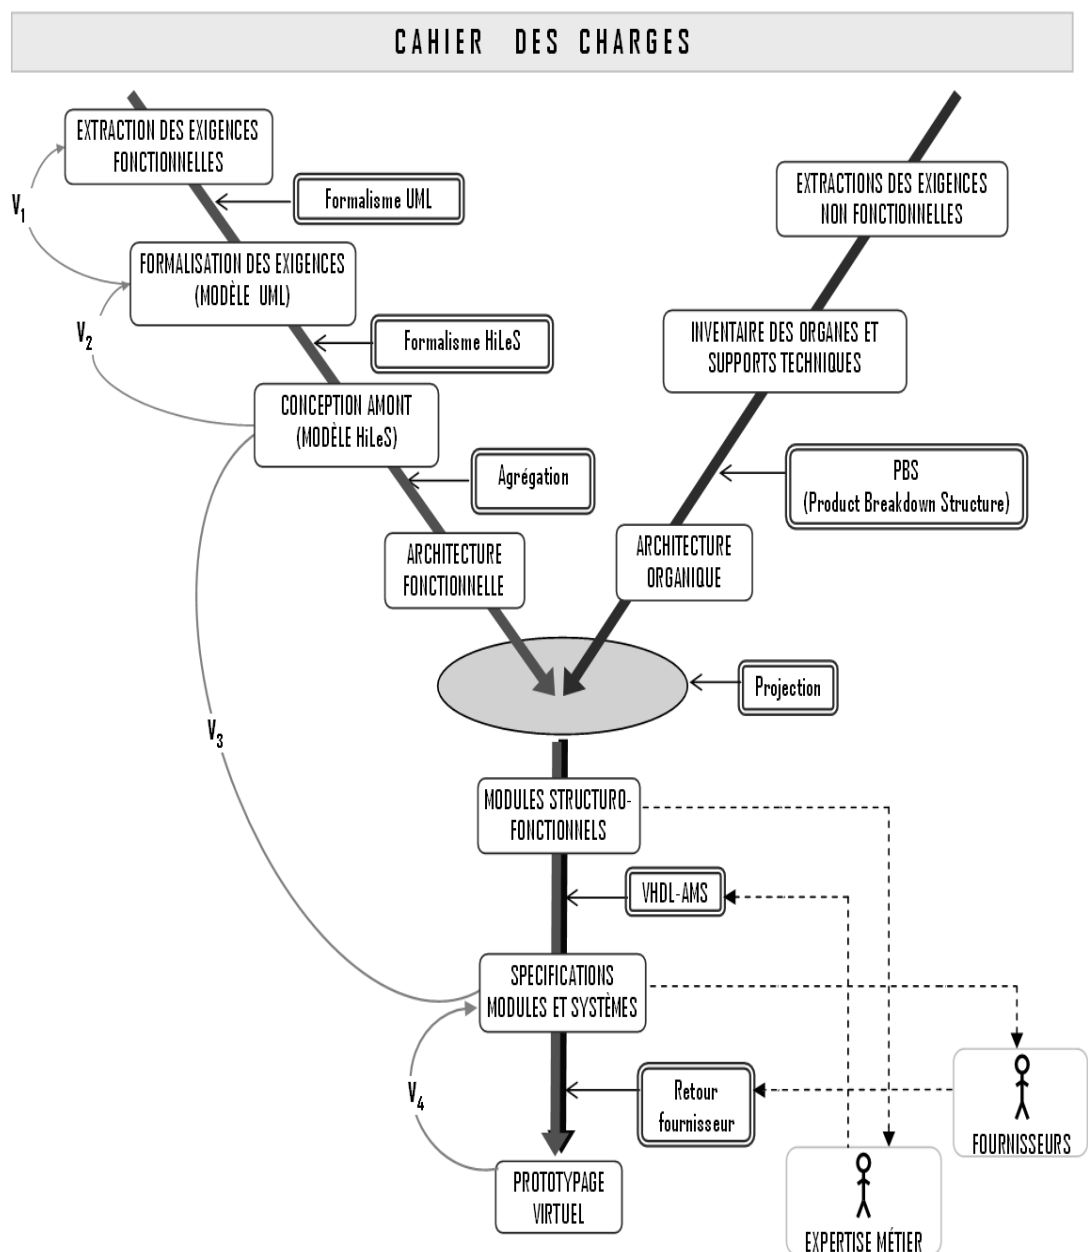 CAHIER DES CHARGES
EXTRACTION DES EXIGENCES
FONCTIONNELLES
Formalisme UML
EXTRACTIONS DES EXIGENCES
NON FONCTIONNELLES
V1
FORMALISATION DES EXIGENCES
(MODÈLE UML)
V2
Formalisme HiLeS
INVENTAIRE DES ORGANES ET
SUPPORTS TECHNIQUES
CONCEPTION AMONT
(MODÈLE HiLeS)
Agrégation
PBS
(Product Breakdown Structure)
ARCHITECTURE
FONCTIONNELLE
ARCHITECTURE
ORGANIQUE
Projection
V3
MODULES STRUCTURO-
FONCTIONNELS
VHDL-AMS
SPECIFICATIONS
MODULES ET SYSTÈMES
V4
Retour
fournisseur
FOURNISSEURS
PROTOTYPAGE
VIRTUEL
EXPERTISE MÉTIER